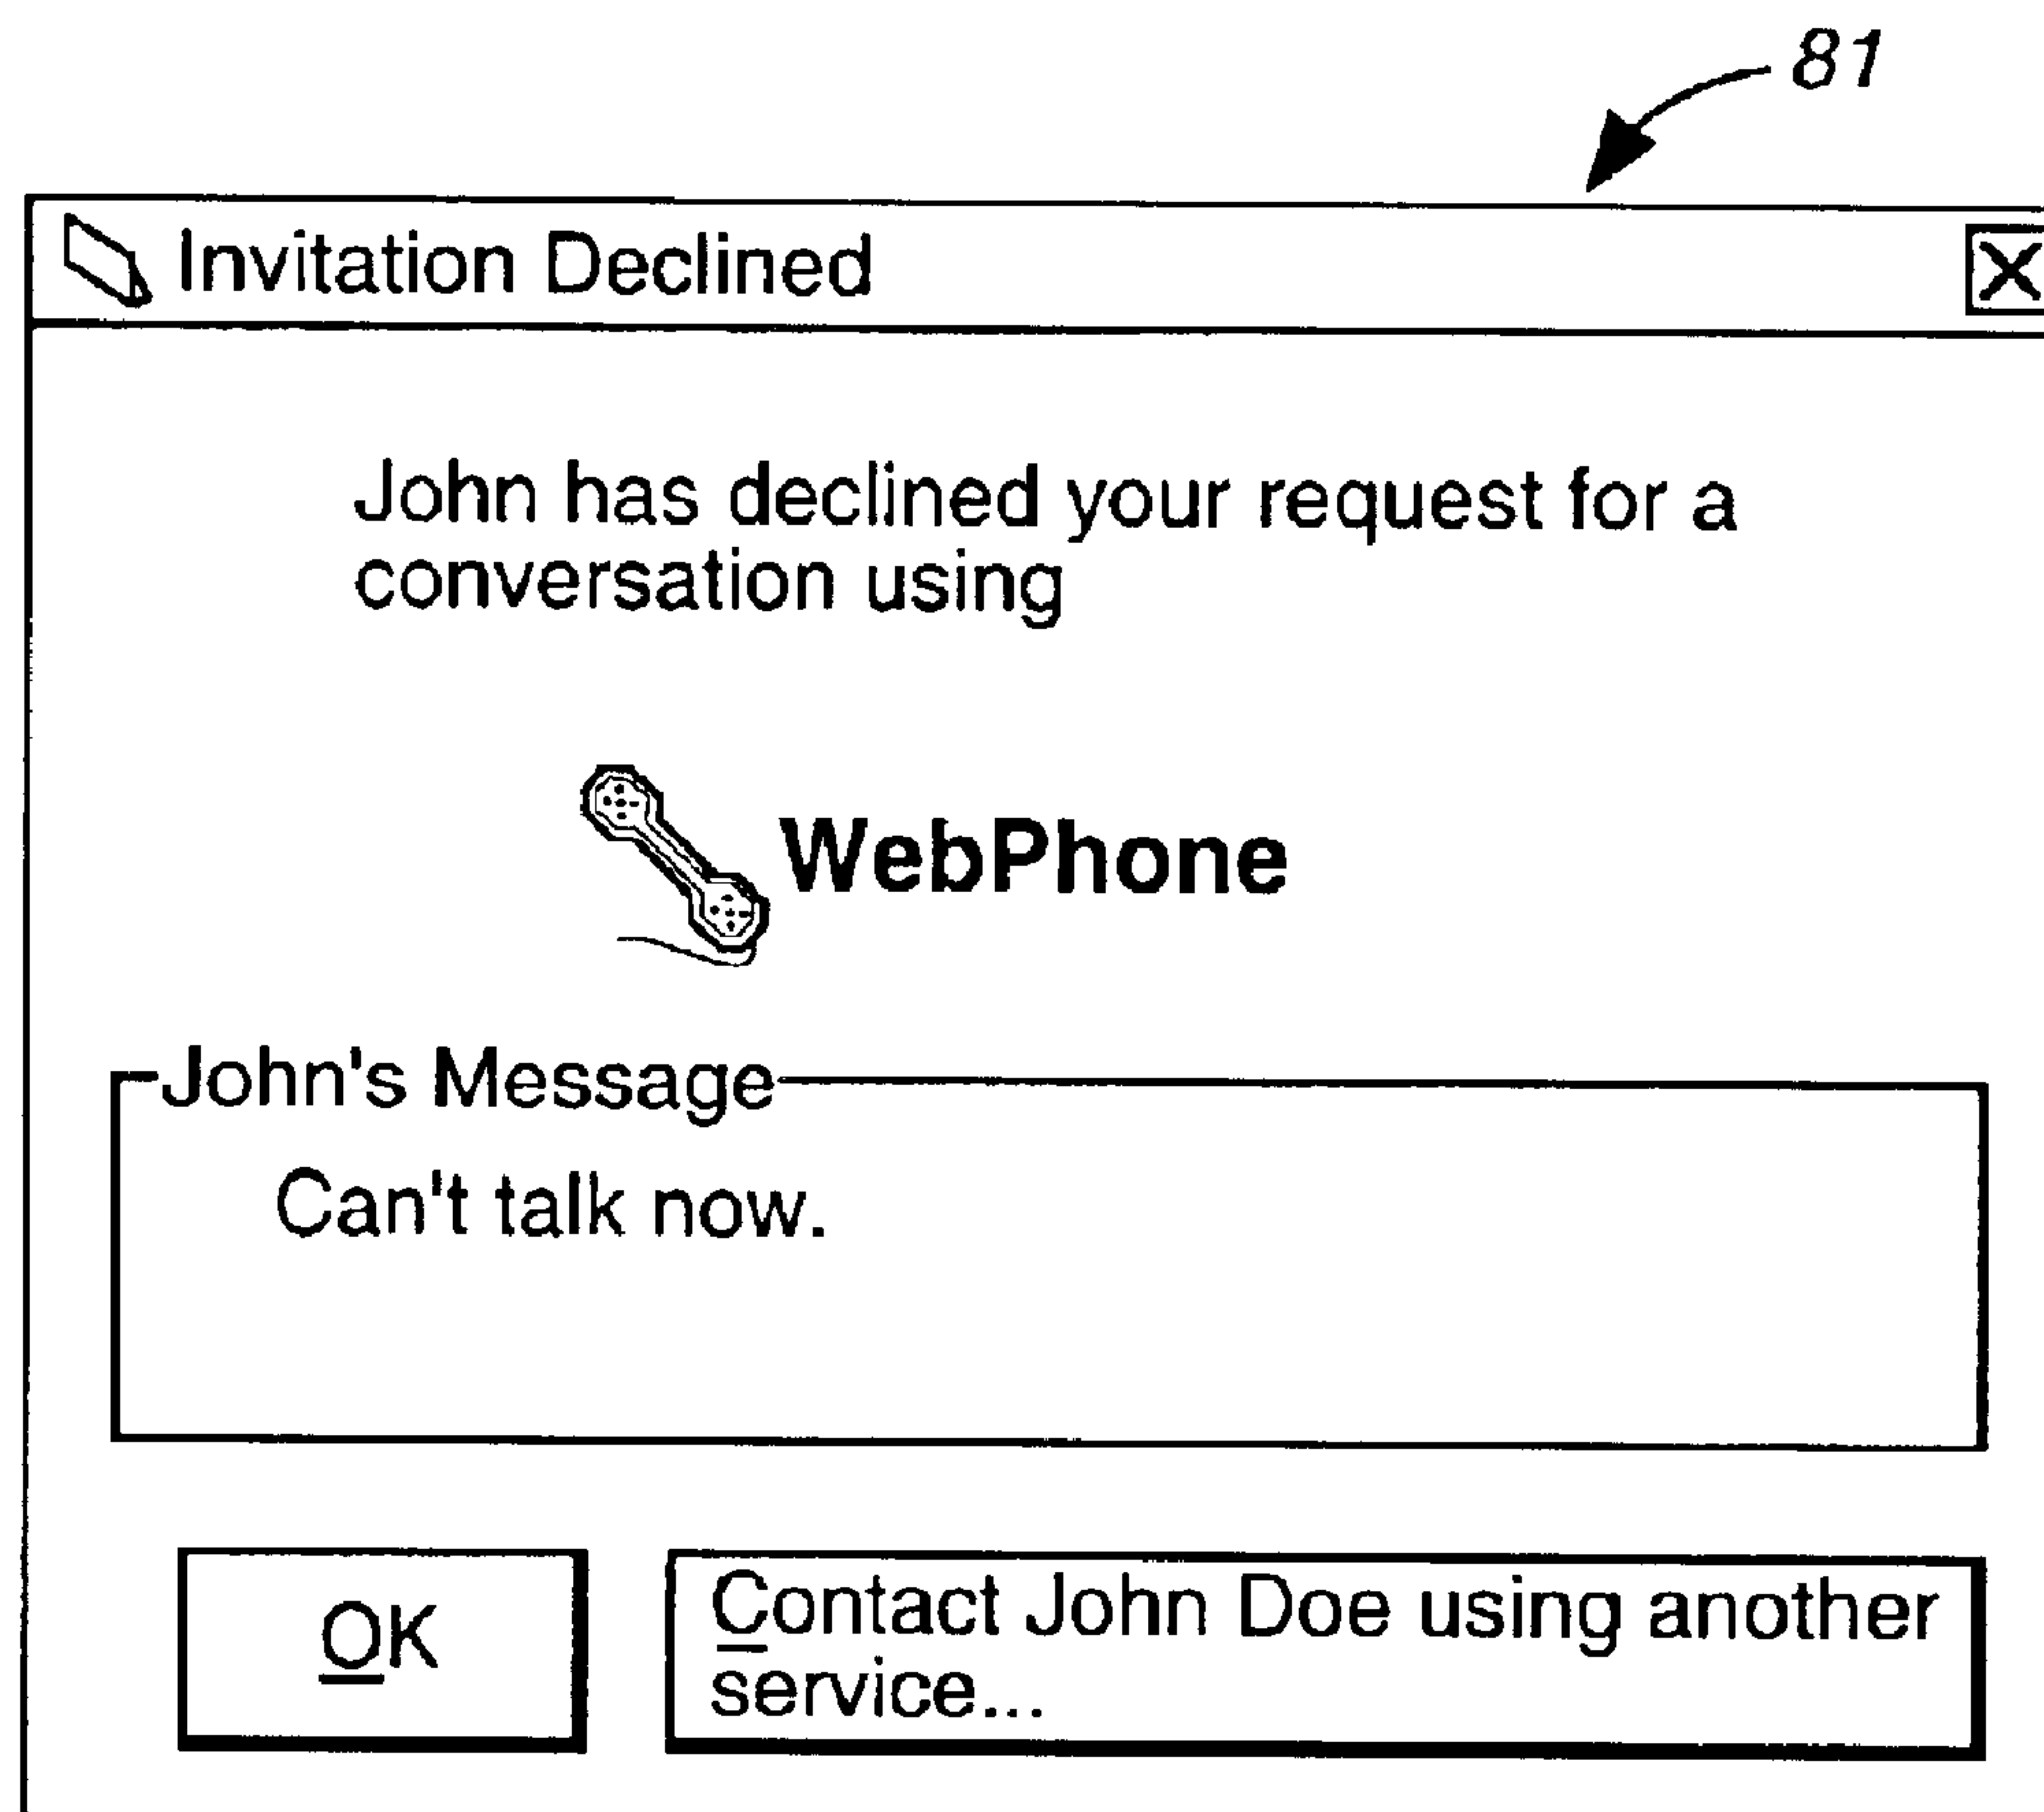 81
Invitation Declined
John has declined your request for a
conversation using
WebPhone
John's Message
Can't talk now.
OK
Contact John Doe using another
service...